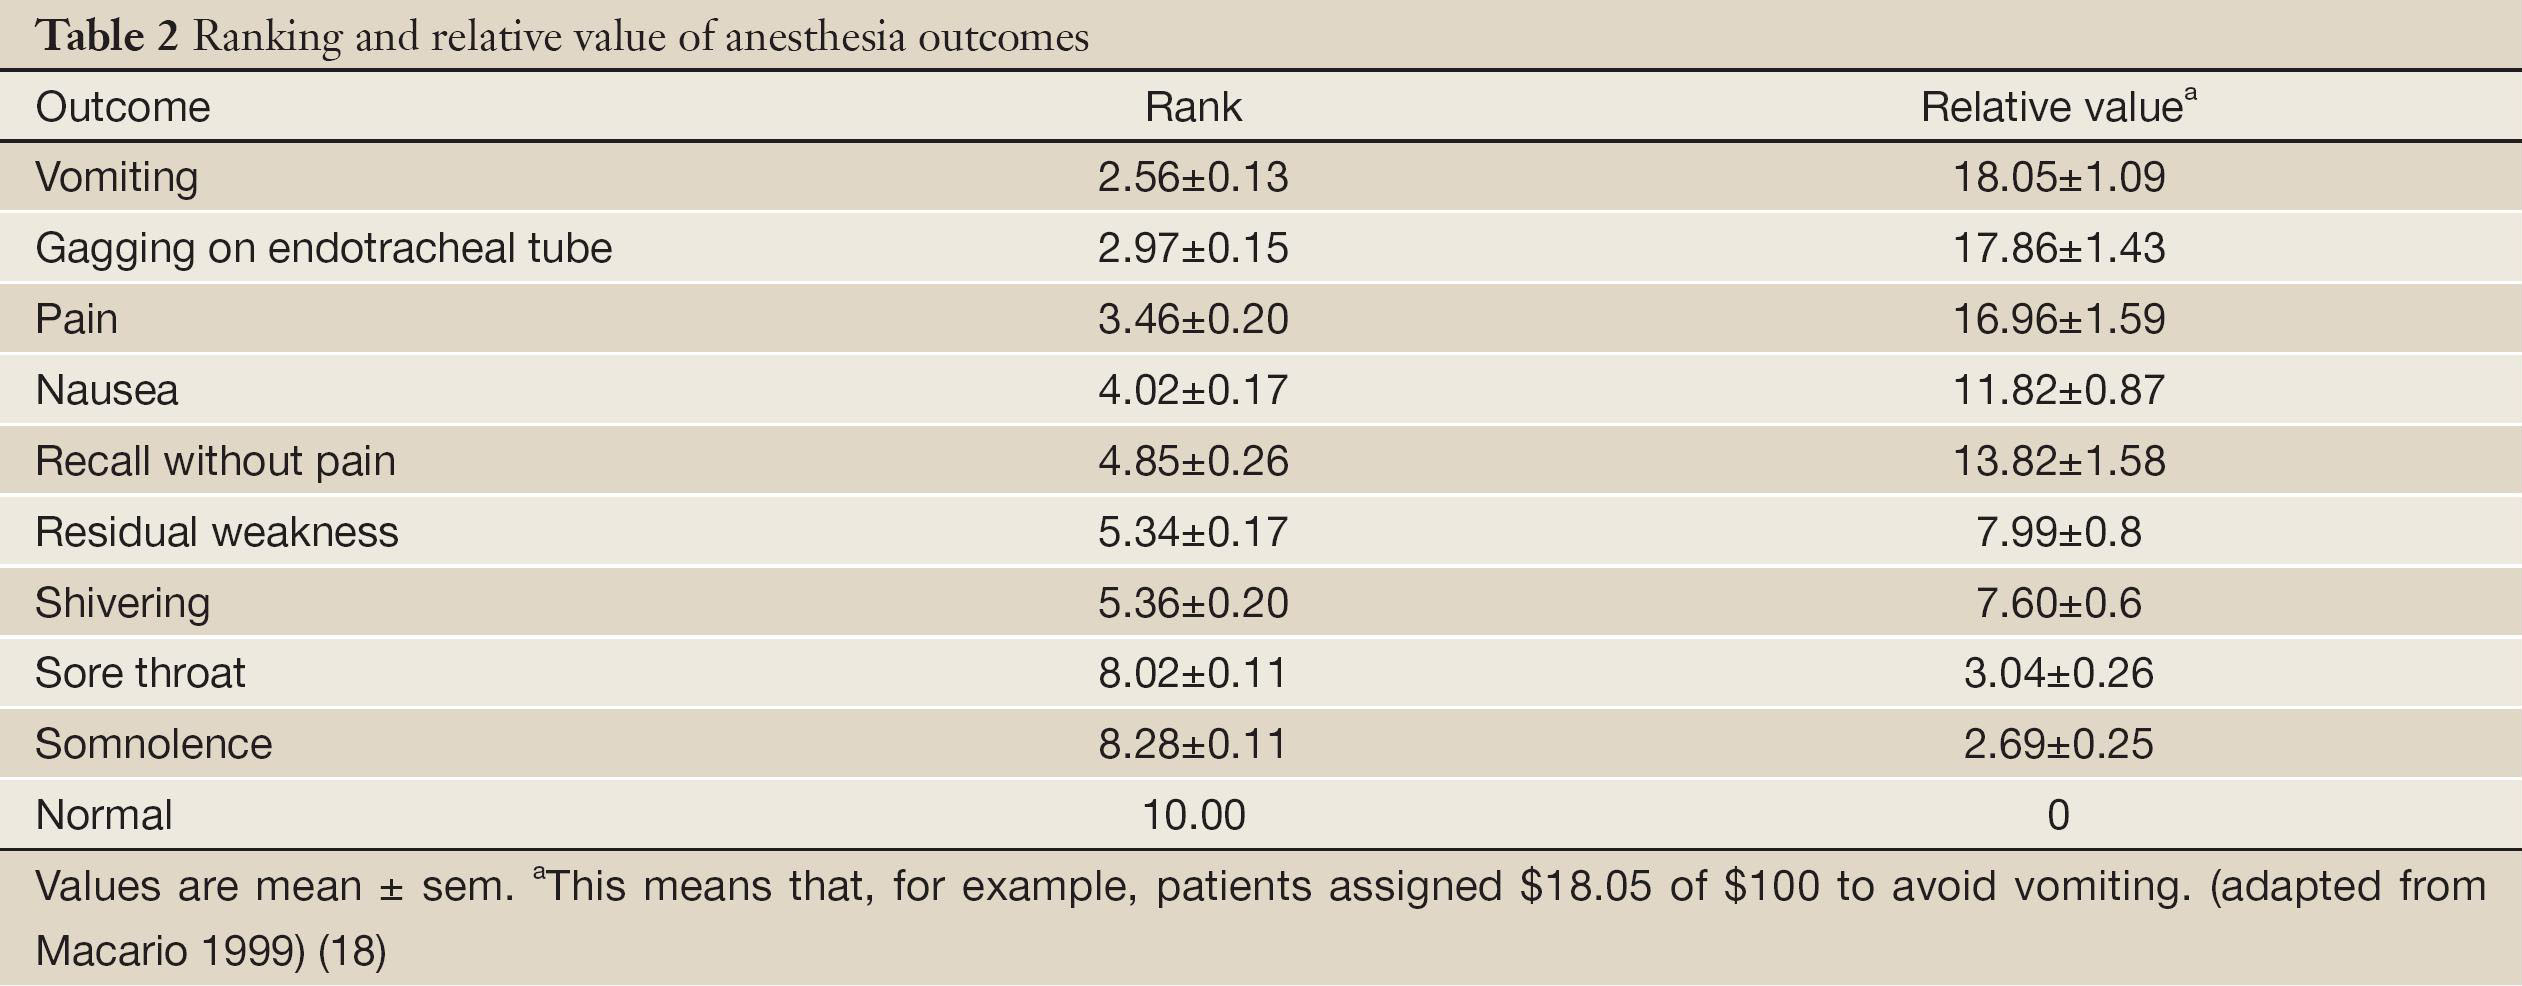 Table 2 Ranking and relative value of anesthesia outcomes
Outcome Rank Relative valueª
Vomiting 2.56±0.13 18.05±1.09
Gagging on endotracheal tube 2.97±0.15 17.86±1.43
Pain 3.46±0.20 16.96±1.59
Nausea 4.02±0.17 11.82±0.87
Recall without pain 4.85±0.26 13.82±1.58
Residual weakness 5.34±0.17 7.99±0.8
Shivering 5.36±0.20 7.60±0.6
Sore throat 8.02±0.11 3.04±0.26
Somnolence 8.28±0.11 2.69±0.25
Normal 10.00 0
Values are mean ± sem. ªThis means that, for example, patients assigned $18.05 of $100 to avoid vomiting. (adapted from
Macario 1999) (18)